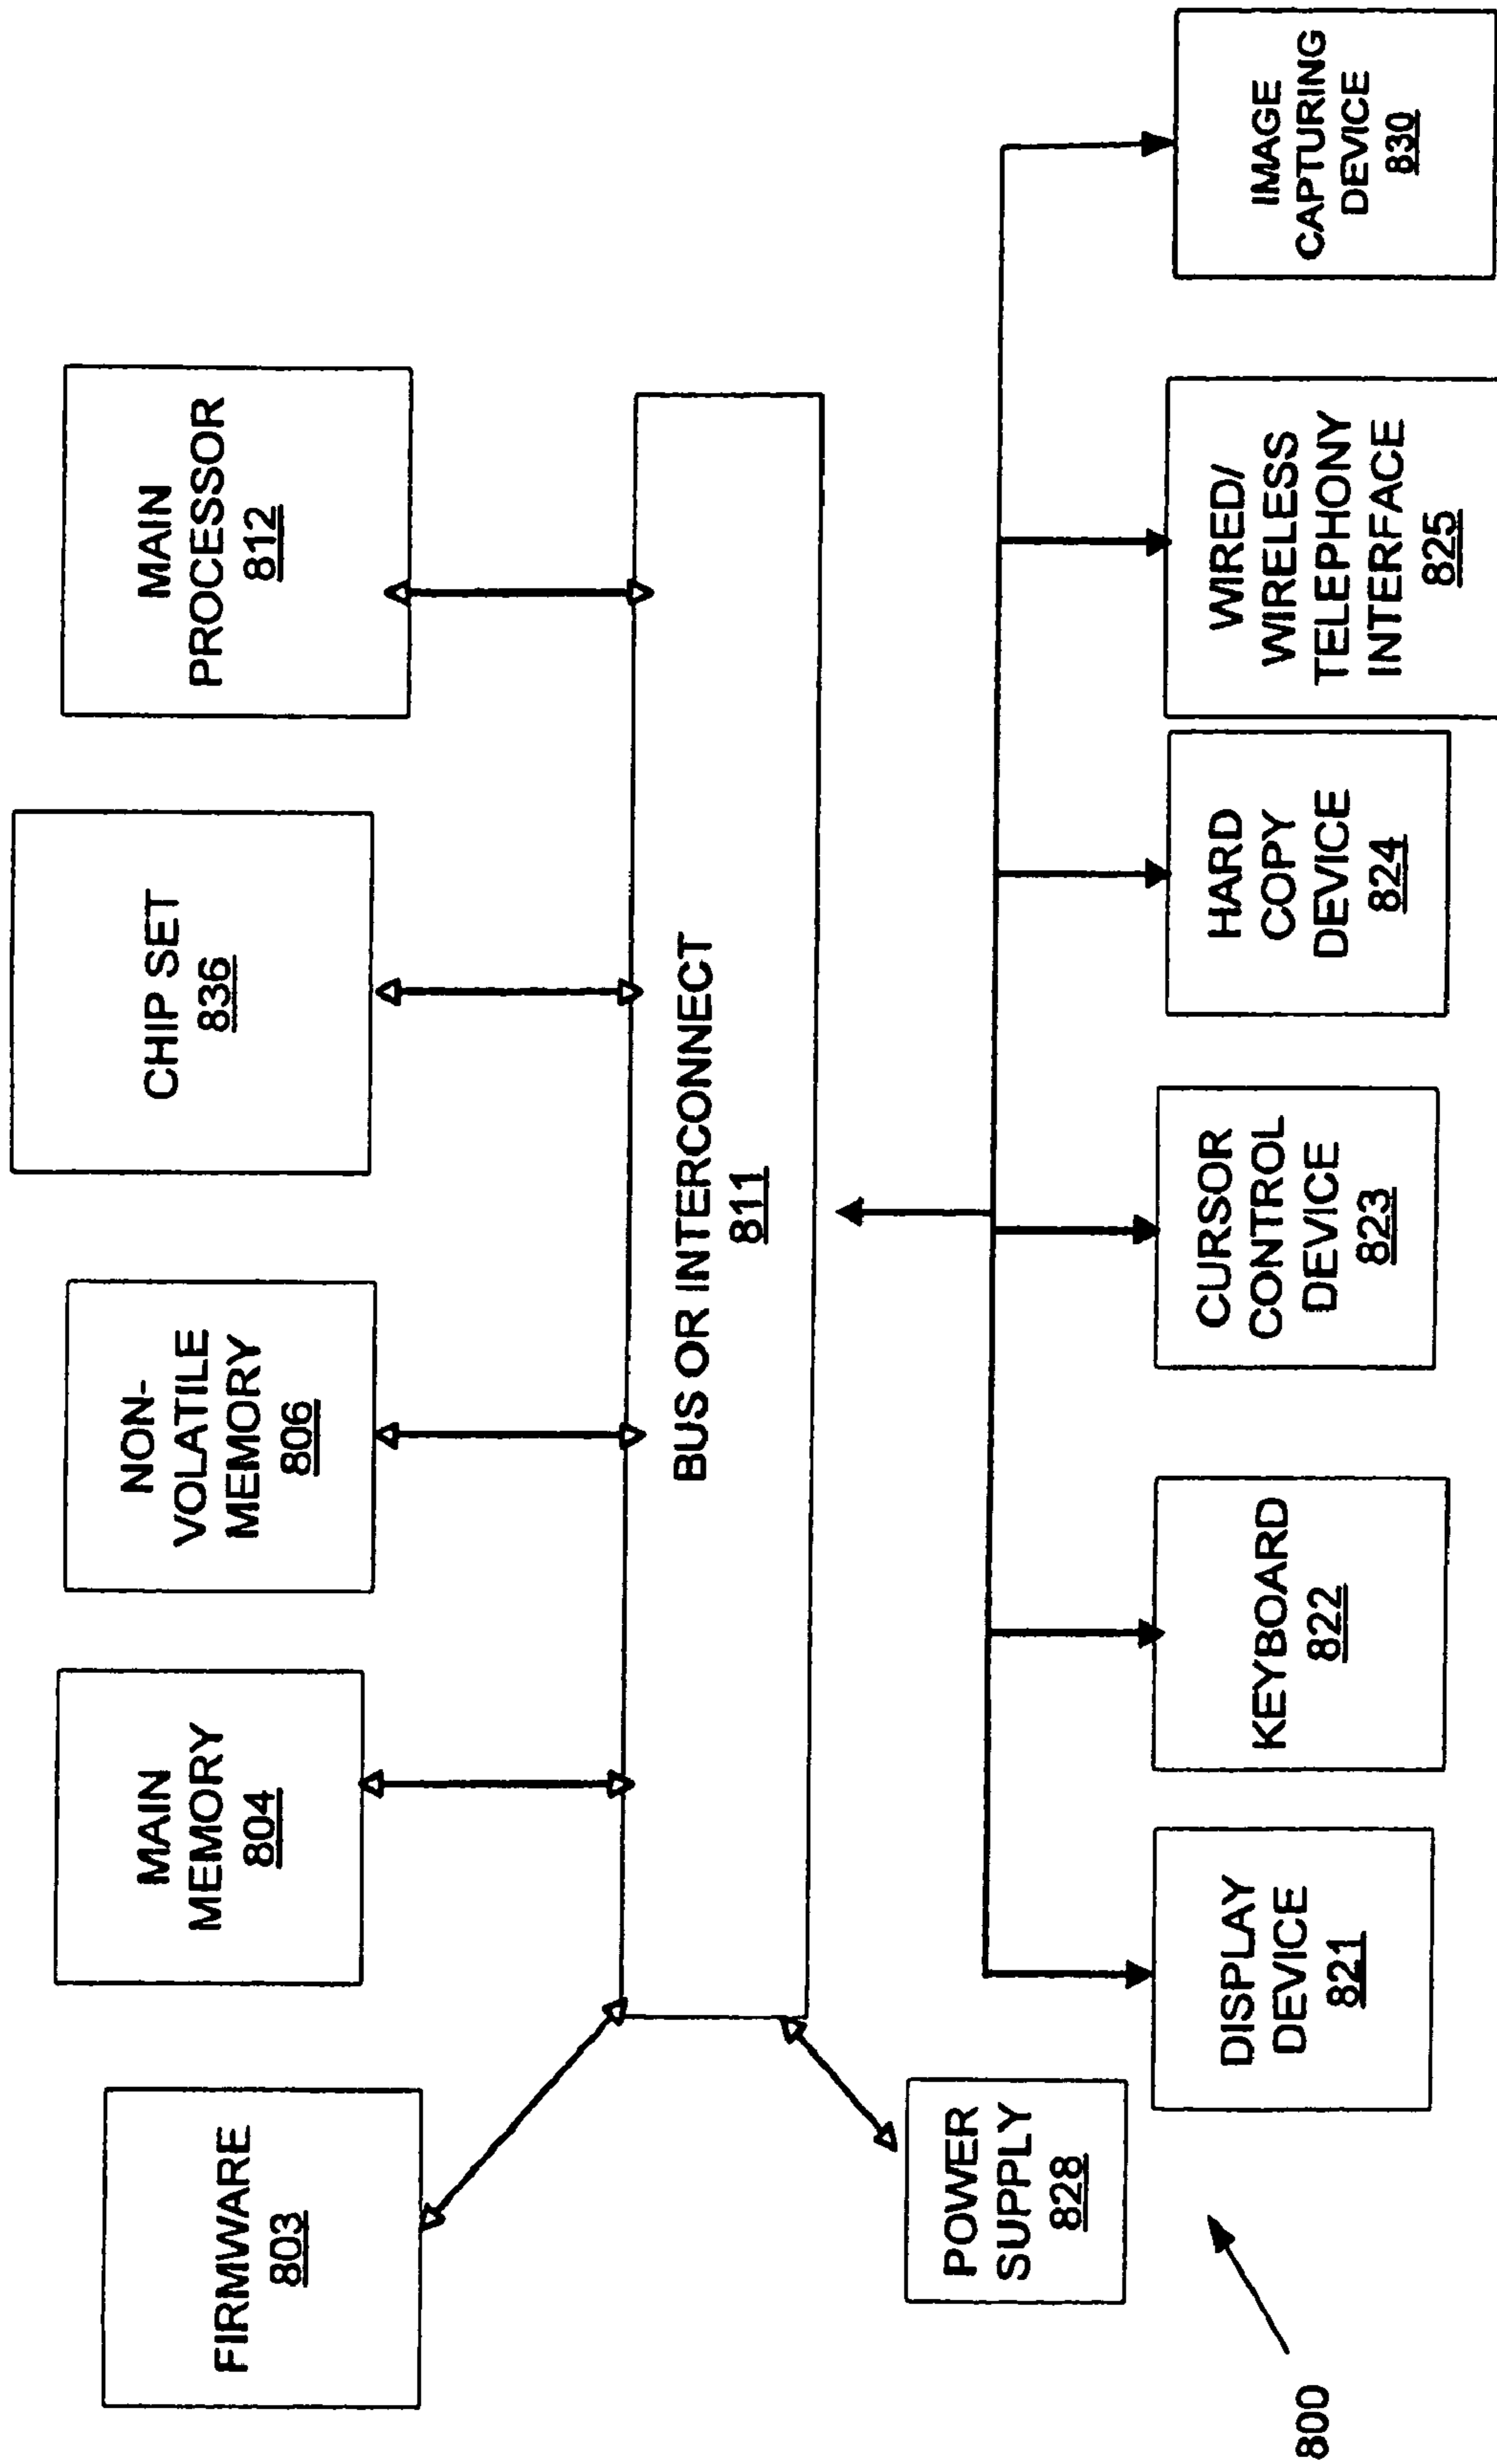 FIRMWARE
803
MAIN
MEMORY
804
NON-
VOLATILE
MEMORY
806
CHIP SET
836
MAIN
PROCESSOR
812
BUS OR INTERCONNECT
811
POWER
SUPPLY
828
DISPLAY
DEVICE
821
KEYBOARD
822
CURSOR
CONTROL
DEVICE
823
HARD
COPY
DEVICE
824
WIRED/
WIRELESS
TELEPHONY
INTERFACE
825
IMAGE
CAPTURING
DEVICE
830
800